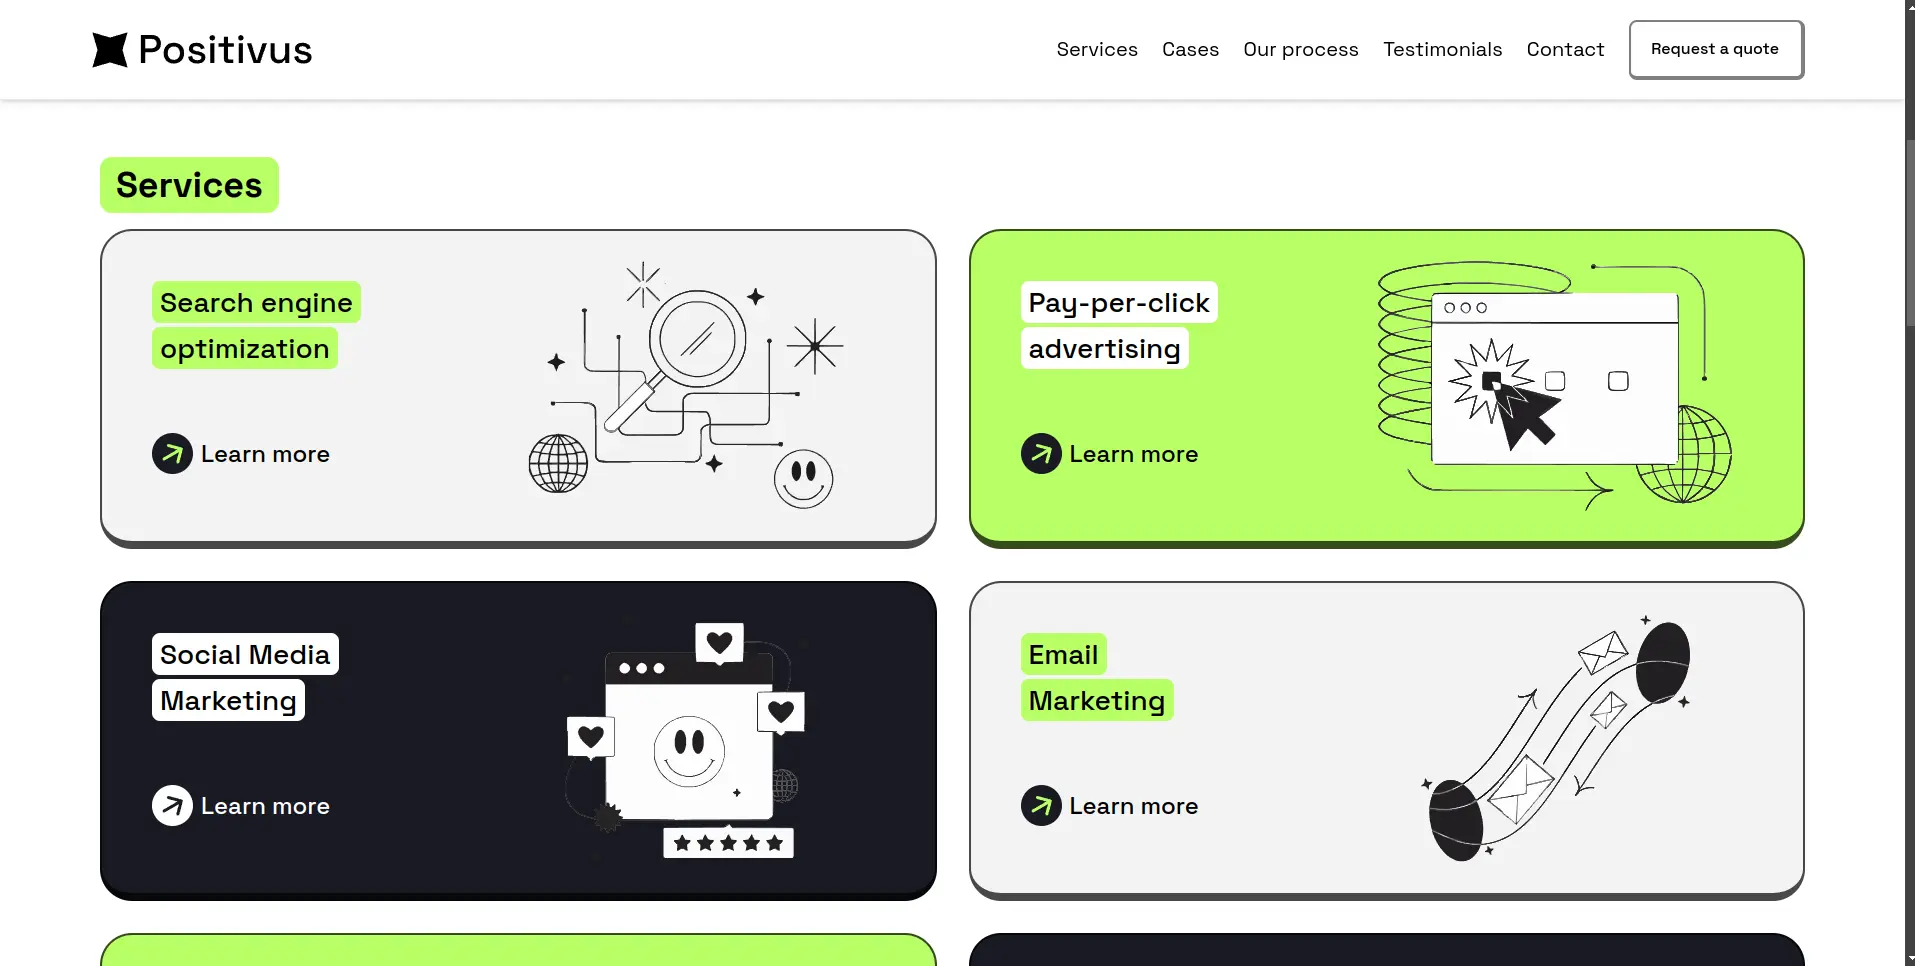 Positivus
Services
Cases
Our process
Testimonials
Contact
Request a quote
Services
Search engine
optimization
Learn more
Pay-per-click
advertising
Learn more
Social Media
Marketing
Learn more
Email
Marketing
Learn more